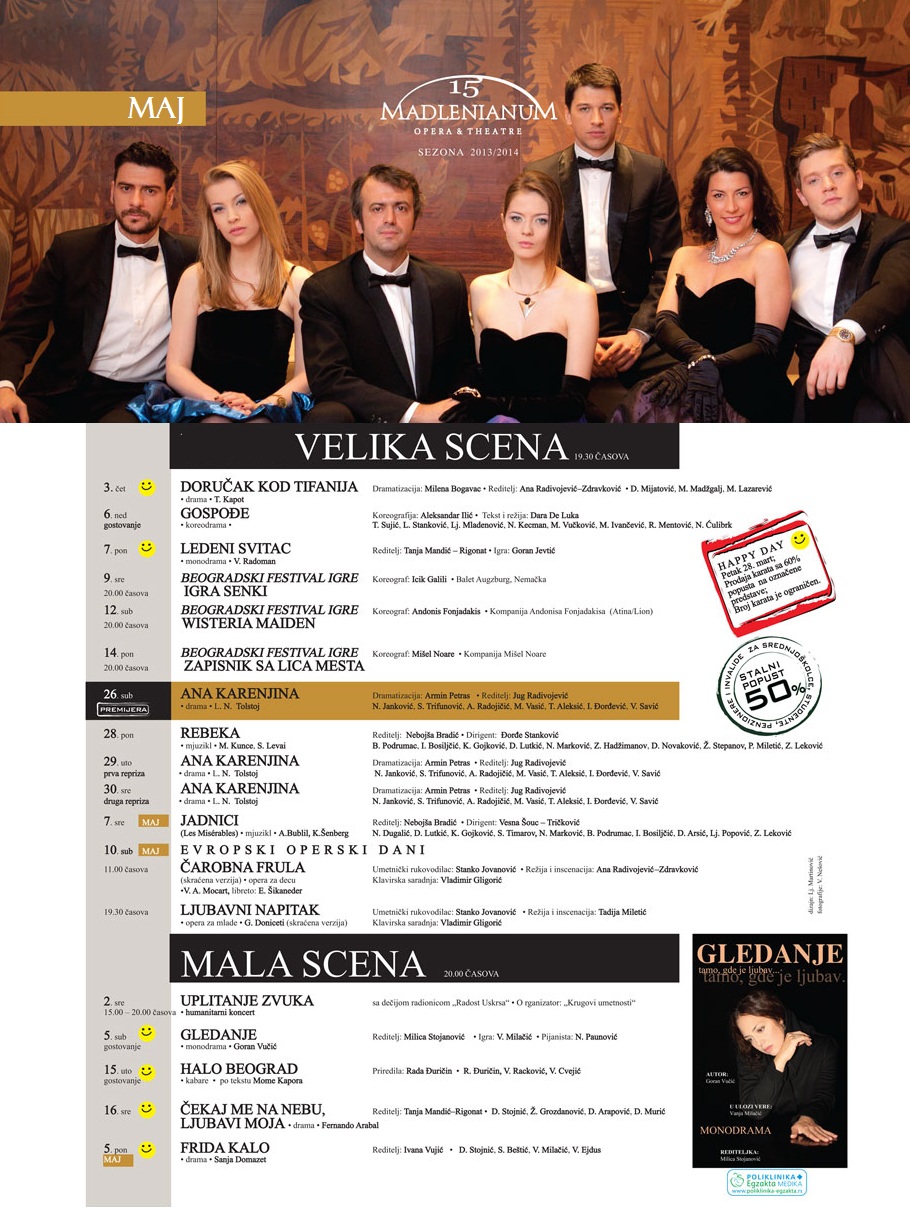 MAJ
15
MADLENIANUM
OPERA & THEATRE
SEZONA 2013/2014
VELIKA SCENA 19.30 ČASOVA
3. čet
DORUČAK KOD TIFANIJA
• drama • T. Kapot
Dramatizacija: Milena Bogavac • Reditelj: Ana Radivojević–Zdravković • D. Mijatović, M. Madžgalj, M. Lazarević
6. ned
gostovanje
GOSPOĐE
• koreodrama •
Koreografija: Aleksandar Ilić • Tekst i režija: Dara De Luka
T. Sujić, L. Stanković, Lj. Mladenović, N. Kecman, M. Vučković, M. Ivančević, R. Mentović, N. Ćulibrk
7. pon
LEDENI SVITAC
• monodrama • V. Radoman
Reditelj: Tanja Mandić – Rigonat • Igra: Goran Jevtić
9. sre
20.00 časova
BEOGRADSKI FESTIVAL IGRE
IGRA SENKI
Koreograf: Icik Galili • Balet Augzburg, Nemačka
12. sub
20.00 časova
BEOGRADSKI FESTIVAL IGRE
WISTERIA MAIDEN
Koreograf: Andonis Fonjadakis • Kompanija Andonisa Fonjadakisa (Atina/Lion)
14. pon
20.00 časova
BEOGRADSKI FESTIVAL IGRE
ZAPISNIK SA LICA MESTA
Koreograf: Mišel Noare • Kompanija Mišel Noare
26. sub
PREMIJERA
ANA KARENJINA
• drama • L. N. Tolstoj
Dramatizacija: Armin Petras • Reditelj: Jug Radivojević
N. Janković, S. Trifunović, A. Radojičić, M. Vasić, T. Aleksić, I. Đorđević, V. Savić
28. pon
REBEKA
• mjuzikl • M. Kunce, S. Levai
Reditelj: Nebojša Bradić • Dirigent: Đorđe Stanković
B. Podrumac, I. Bosiljčić, K. Gojković, D. Lutkić, N. Marković, Z. Hadžimanov, D. Novaković, Ž. Stepanov, P. Miletić, Z. Leković
29. uto
prva repriza
ANA KARENJINA
• drama • L. N. Tolstoj
Dramatizacija: Armin Petras • Reditelj: Jug Radivojević
N. Janković, S. Trifunović, A. Radojičić, M. Vasić, T. Aleksić, I. Đorđević, V. Savić
30. sre
druga repriza
ANA KARENJINA
• drama • L. N. Tolstoj
Dramatizacija: Armin Petras • Reditelj: Jug Radivojević
N. Janković, S. Trifunović, A. Radojičić, M. Vasić, T. Aleksić, I. Đorđević, V. Savić
7. sre MAJ
JADNICI
(Les Misérables) • mjuzikl • A.Bublil, K.Šenberg
Reditelj: Nebojša Bradić • Dirigent: Vesna Šouc – Tričković
N. Dugalić, D. Lutkić, K. Gojković, S. Timarov, N. Marković, B. Podrumac, I. Bosiljčić, D. Arsić, Lj. Popović, Z. Leković
10. sub MAJ
EVROPSKI OPERSKI DANI
11.00 časova
ČAROBNA FRULA
(skraćena verzija) • opera za decu
•V. A. Mocart, libreto: E. Šikaneder
Umetnički rukovodilac: Stanko Jovanović • Režija i inscenacija: Ana Radivojević–Zdravković
Klavirska saradnja: Vladimir Gligorić
19.30 časova
LJUBAVNI NAPITAK
• opera za mlade • G. Doniceti (skraćena verzija)
Umetnički rukovodilac: Stanko Jovanović • Režija i inscenacija: Tadija Miletić
Klavirska saradnja: Vladimir Gligorić
HAPPY DAY
Petak 28. mart;
Prodaja karata sa 60%
popusta na označene
predstave;
Broj karata je ograničen.
STALNI
POPUST
50%
ZA SREDNJOŠKOLCE, STUDENTE, PENZIONERE I INVALIDE
dizajn: Lj. Martinović
fotografije: V. Nešović
MALA SCENA 20.00 ČASOVA
2. sre
15.00 – 20.00 časova
UPLITANJE ZVUKA
• humanitarni koncert
sa dečijom radionicom „Radost Uskrsa“ • O rganizator: „Krugovi umetnosti“
5. sub
gostovanje
GLEDANJE
• monodrama • Goran Vučić
Reditelj: Milica Stojanović • Igra: V. Milačić • Pijanista: N. Paunović
15. uto
gostovanje
HALO BEOGRAD
• kabare • po tekstu Mome Kapora
Priredila: Rada Đuričin • R. Đuričin, V. Racković, V. Cvejić
16. sre
ČEKAJ ME NA NEBU,
LJUBAVI MOJA • drama • Fernando Arabal
Reditelj: Tanja Mandić–Rigonat • D. Stojnić, Ž. Grozdanović, D. Arapović, D. Murić
5. pon
MAJ
FRIDA KALO
• drama • Sanja Domazet
Reditelj: Ivana Vujić • D. Stojnić, S. Beštić, V. Milačić, V. Ejdus
GLEDANJE
tamo, gde je ljubav...
tamo, gde je ljubav.
AUTOR:
Goran Vučić
U ULOZI VERE:
Vanja Milačić
MONODRAMA
REDITELJKA:
Milica Stojanović
POLIKLINIKA
Egzakta MEDIKA
www.poliklinika-egzakta.rs